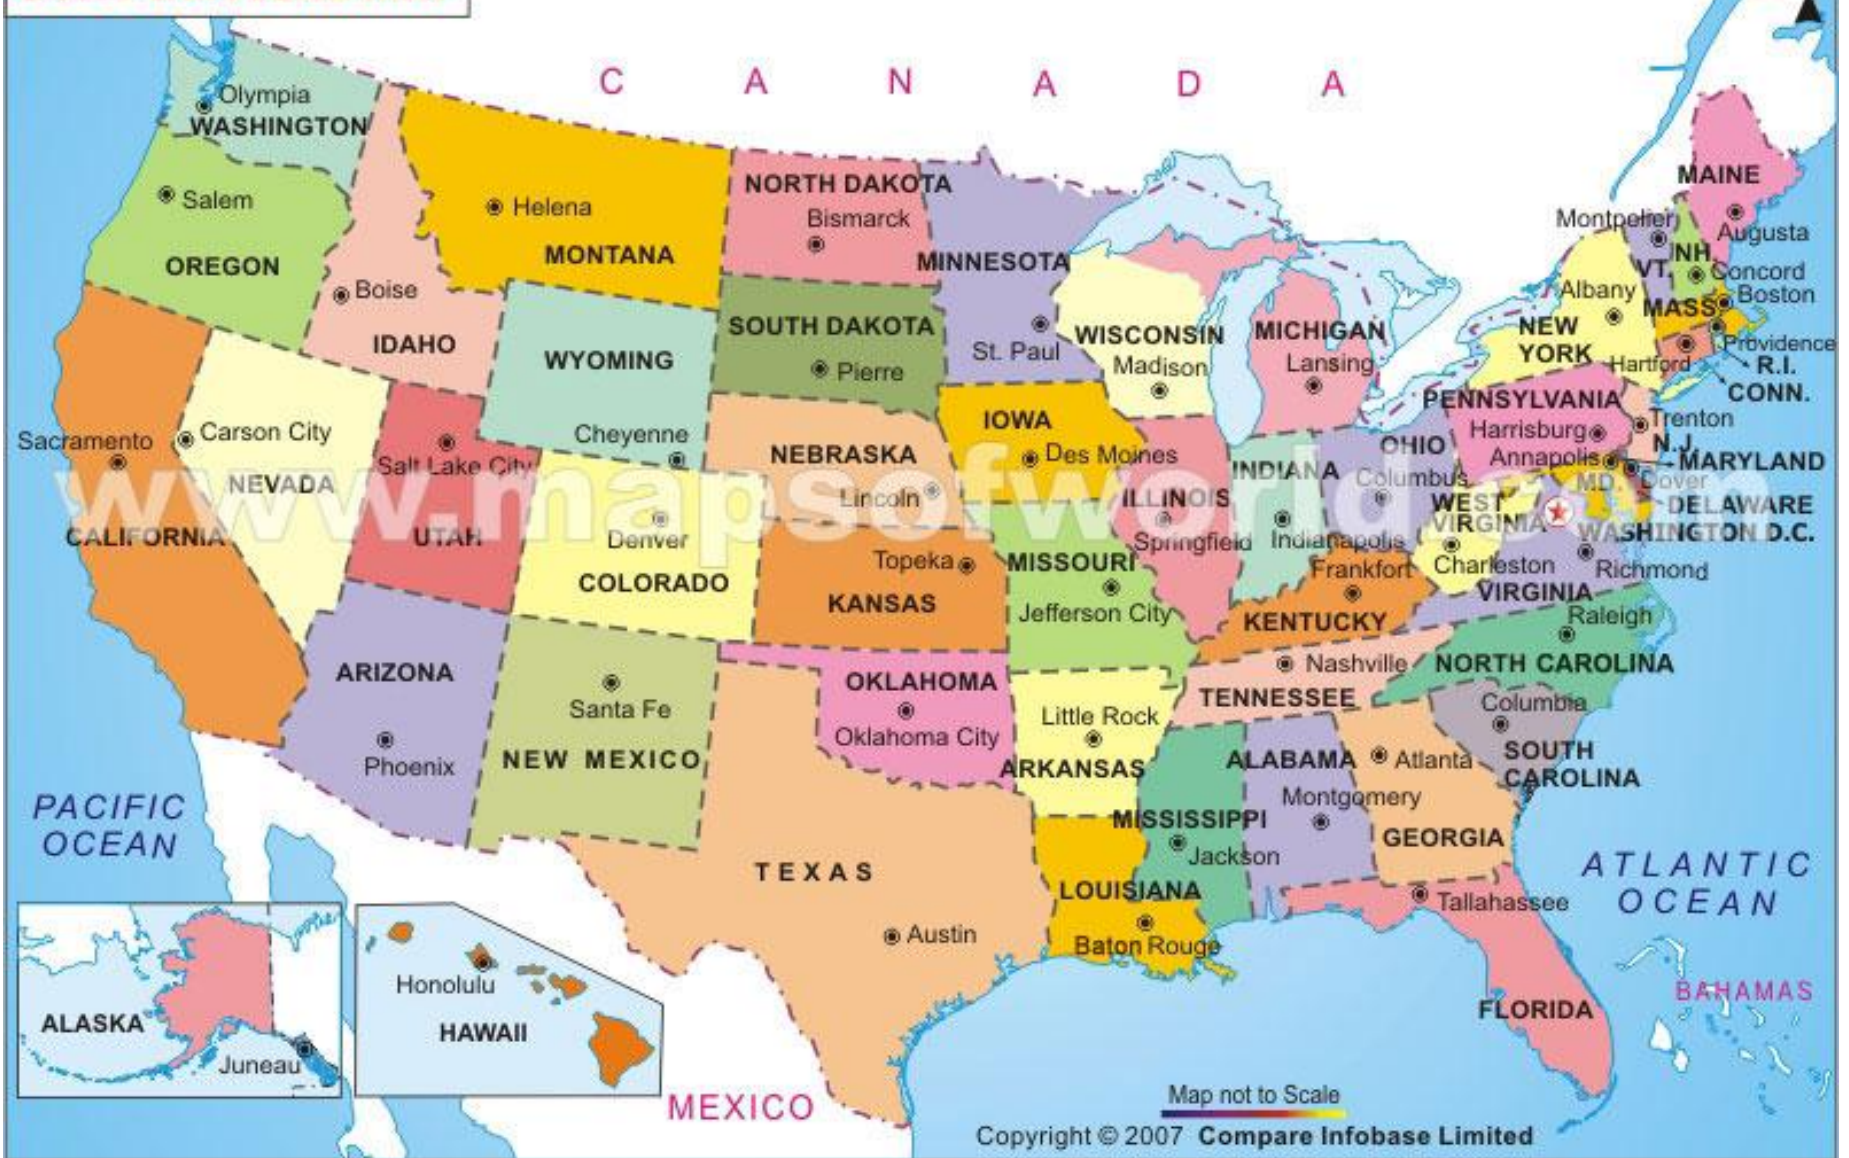 C A N A D A
Olympia
WASHINGTON
Salem
OREGON
Helena
MONTANA
Boise
IDAHO
NORTH DAKOTA
Bismarck
MINNESOTA
St. Paul
SOUTH DAKOTA
Pierre
WYOMING
Cheyenne
WISCONSIN
Madison
MICHIGAN
Lansing
MAINE
Augusta
Montpelier
VT.
NH.
Concord
Boston
MASS
Albany
NEW
YORK
Providence
R.I.
Hartford
CONN.
PENNSYLVANIA
Harrisburg
Trenton
N.J.
Annapolis
MARYLAND
MD.
Dover
DELAWARE
WASHINGTON D.C.
Sacramento
CALIFORNIA
Carson City
NEVADA
Salt Lake City
UTAH
Denver
COLORADO
NEBRASKA
Lincoln
IOWA
Des Moines
ILLINOIS
Springfield
INDIANA
Indianapolis
OHIO
Columbus
WEST
VIRGINIA
Charleston
VIRGINIA
Richmond
www.mapsofworld.com
Topeka
KANSAS
MISSOURI
Jefferson City
Frankfort
KENTUCKY
Raleigh
NORTH CAROLINA
Nashville
TENNESSEE
Columbia
SOUTH
CAROLINA
ARIZONA
Phoenix
Santa Fe
NEW MEXICO
OKLAHOMA
Oklahoma City
Little Rock
ARKANSAS
ALABAMA
Montgomery
Atlanta
GEORGIA
MISSISSIPPI
Jackson
TEXAS
Austin
LOUISIANA
Baton Rouge
Tallahassee
FLORIDA
PACIFIC
OCEAN
ATLANTIC
OCEAN
BAHAMAS
ALASKA
Juneau
Honolulu
HAWAII
MEXICO
Map not to Scale
Copyright © 2007 Compare Infobase Limited